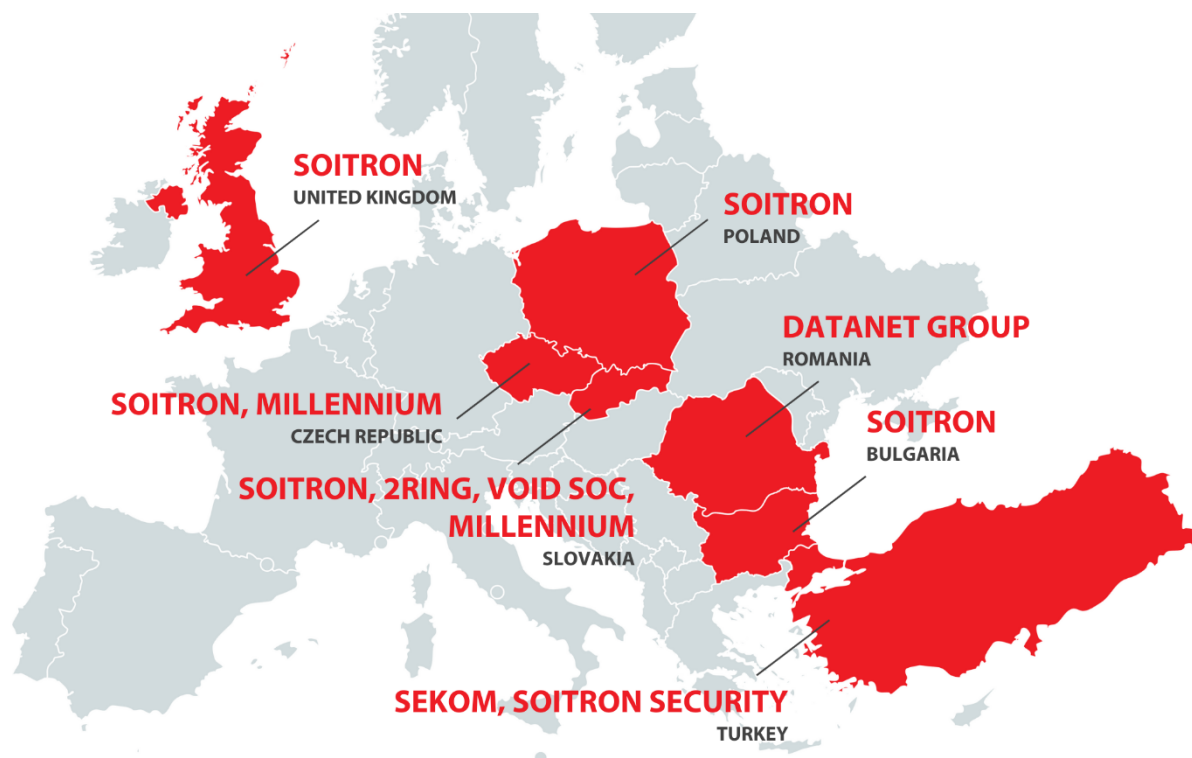 SOITRON
UNITED KINGDOM
SOITRON
POLAND
DATANET GROUP
ROMANIA
SOITRON, MILLENNIUM
CZECH REPUBLIC
SOITRON
BULGARIA
SOITRON, 2RING, VOID SOC,
MILLENNIUM
SLOVAKIA
SEKOM, SOITRON SECURITY
TURKEY